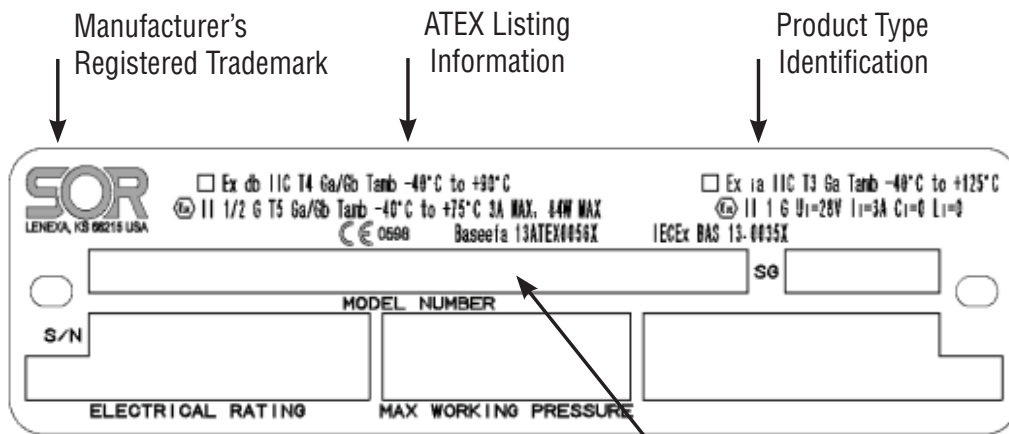 Manufacturer's
Registered Trademark
ATEX Listing
Information
Product Type
Identification
SOR
LENEXA, KS 66215 USA
Ex db IIC T4 Ga/Gb Tamb -40°C to +90°C
Ex II 1/2 G T5 Ga/Gb Tamb -40°C to +75°C 3A MAX. 44W MAX
CE 0598 Baseefa 13ATEX0056X IECEx BAS 13-0035X
Ex ia IIC T3 Ga Tamb -40°C to +125°C
Ex II 1 G Ui=28V Ii=3A Ci=0 Li=0
SG
MODEL NUMBER
S/N
ELECTRICAL RATING
MAX WORKING PRESSURE